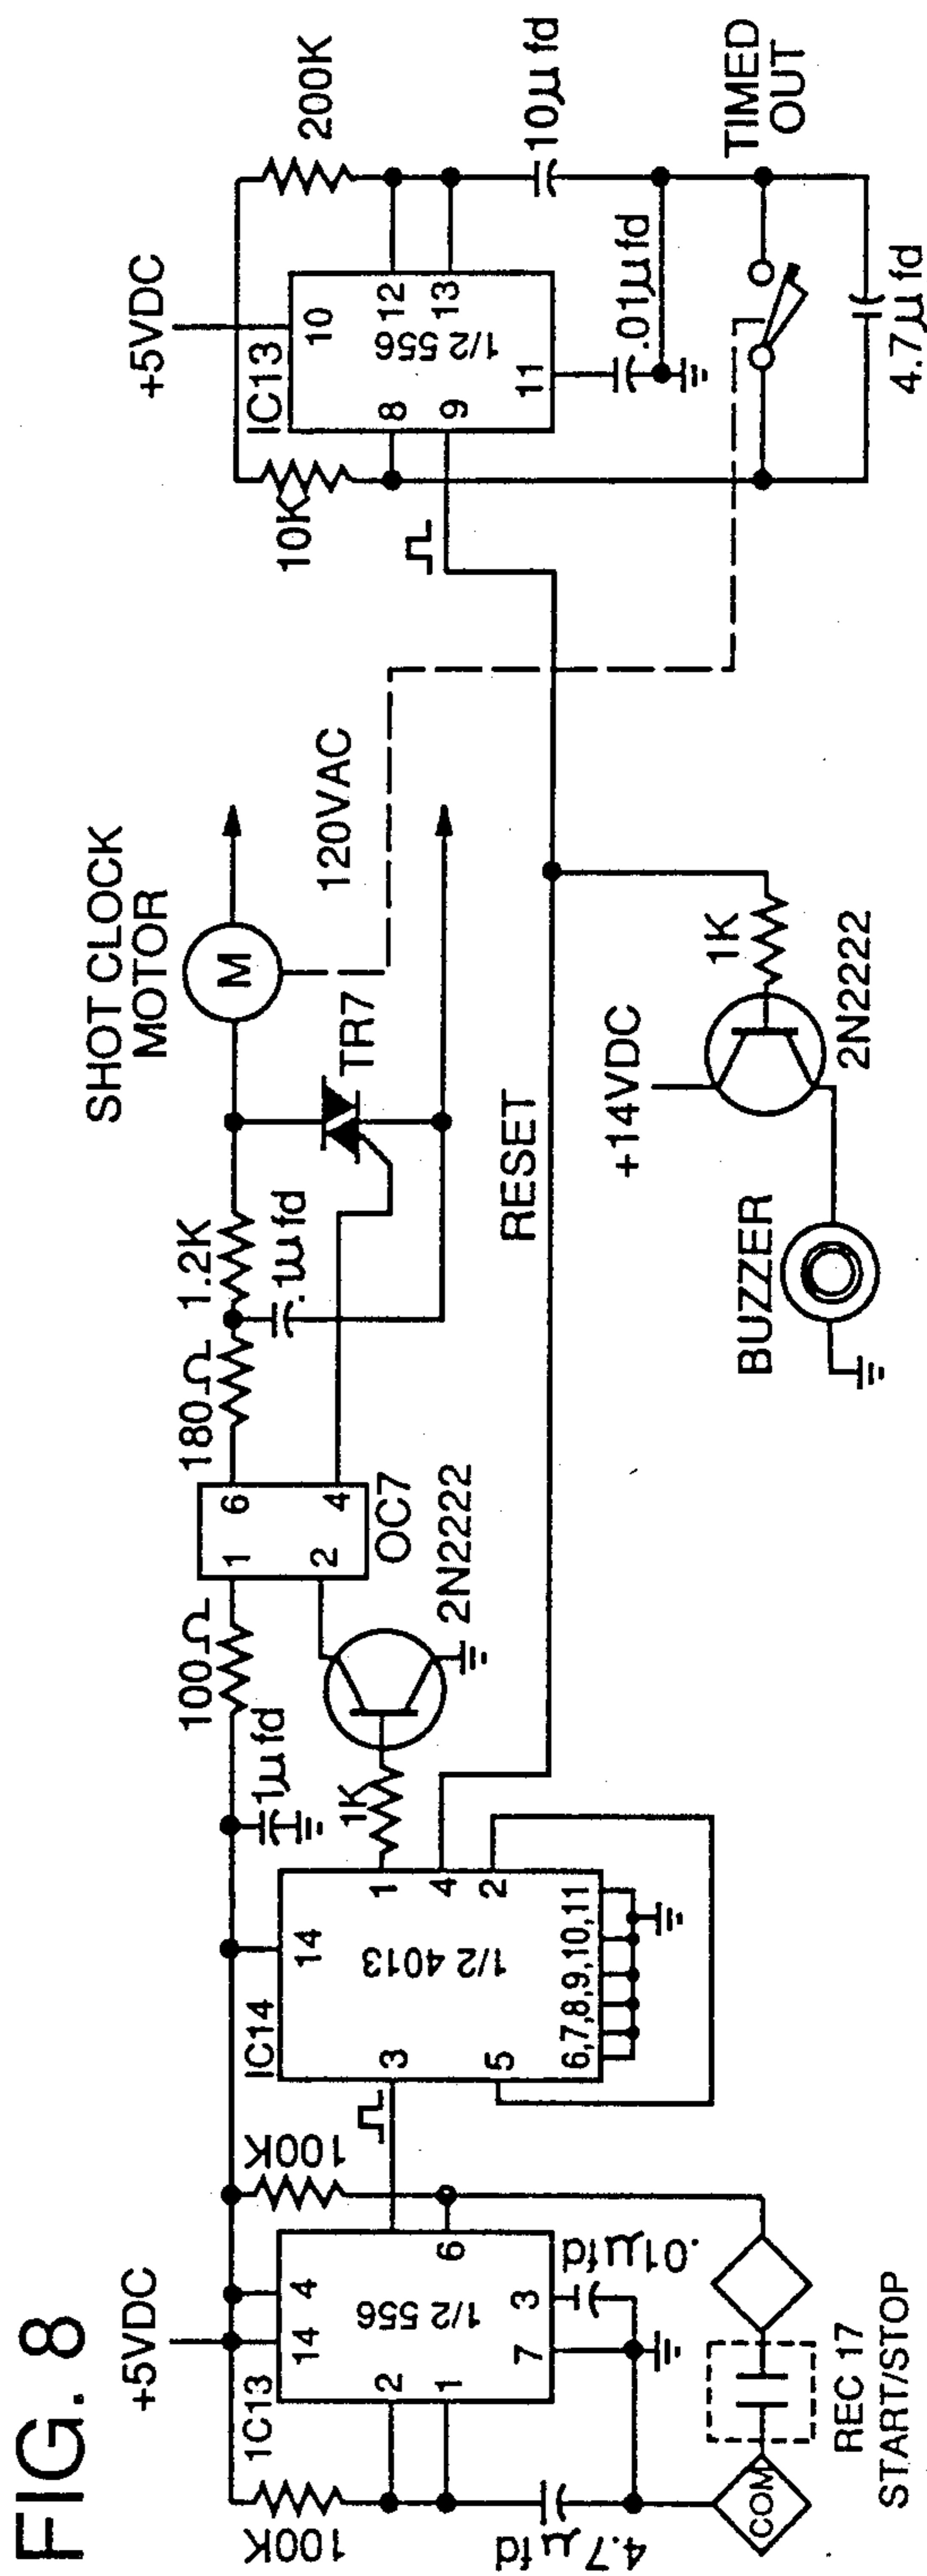 FIG. 8
+5VDC
1C13
14
4
2
1
1/2 556
6
7
3
100K
100K
4.7µfd
.01µfd
COM
REC 17
START/STOP
IC14
14
3
1
4
1/2 4013
5
2
6,7,8,9,10,11
1µfd
100Ω
1K
2N2222
1
6
2
4
OC7
180Ω
1.2K
.1µfd
TR7
SHOT CLOCK
MOTOR
M
120VAC
RESET
+14VDC
1K
2N2222
BUZZER
+5VDC
IC13
10
8
12
9
13
1/2 556
11
10K
200K
10µfd
.01µfd
TIMED
OUT
4.7µfd